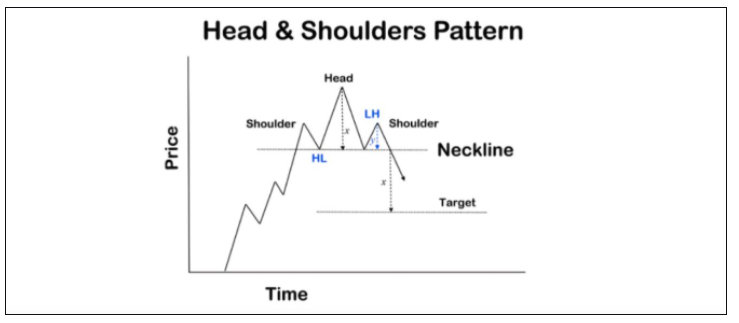 Head & Shoulders Pattern
Head
LH
Shoulder
Shoulder
x
y
HL
Neckline
Price
x
Target
Time